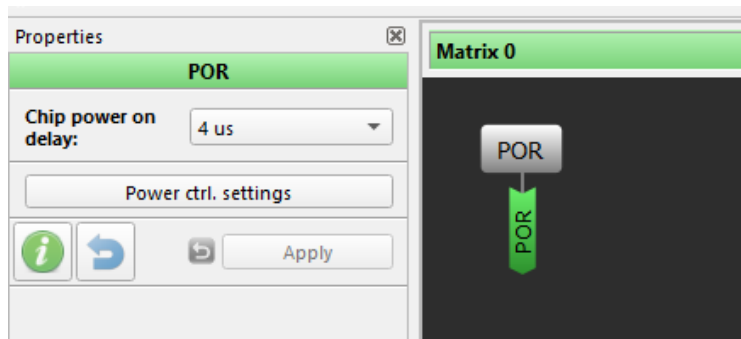 Properties
POR
Chip power on
delay:
4 us
Power ctrl. settings
i
Apply
Matrix 0
POR
POR